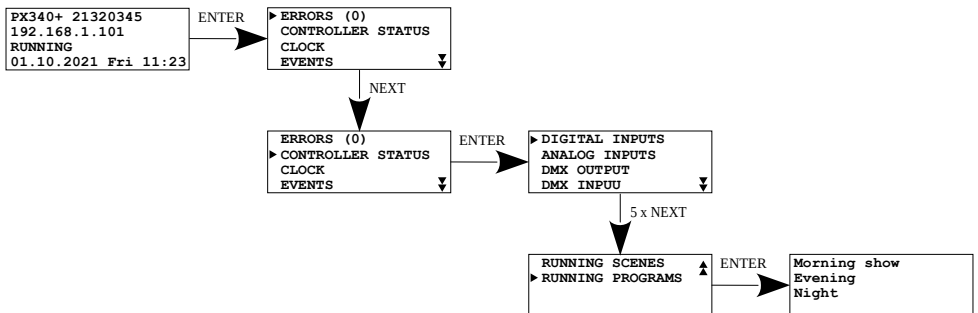 PX340+ 21320345
192.168.1.101
RUNNING
01.10.2021 Fri 11:23
ENTER
ERRORS (0)
CONTROLLER STATUS
CLOCK
EVENTS
NEXT
ERRORS (0)
CONTROLLER STATUS
CLOCK
EVENTS
ENTER
DIGITAL INPUTS
ANALOG INPUTS
DMX OUTPUT
DMX INPUU
5 x NEXT
RUNNING SCENES
RUNNING PROGRAMS
ENTER
Morning show
Evening
Night